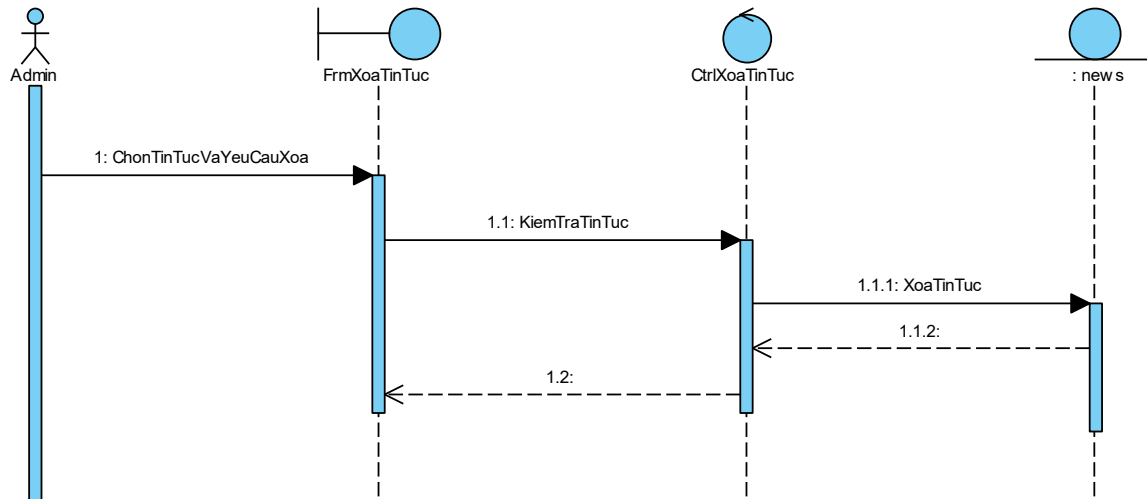 Admin
FrmXoaTinTuc
CtrlXoaTinTuc
: news
1: ChonTinTucVaYeuCauXoa
1.1: KiemTraTinTuc
1.1.1: XoaTinTuc
1.1.2:
1.2: